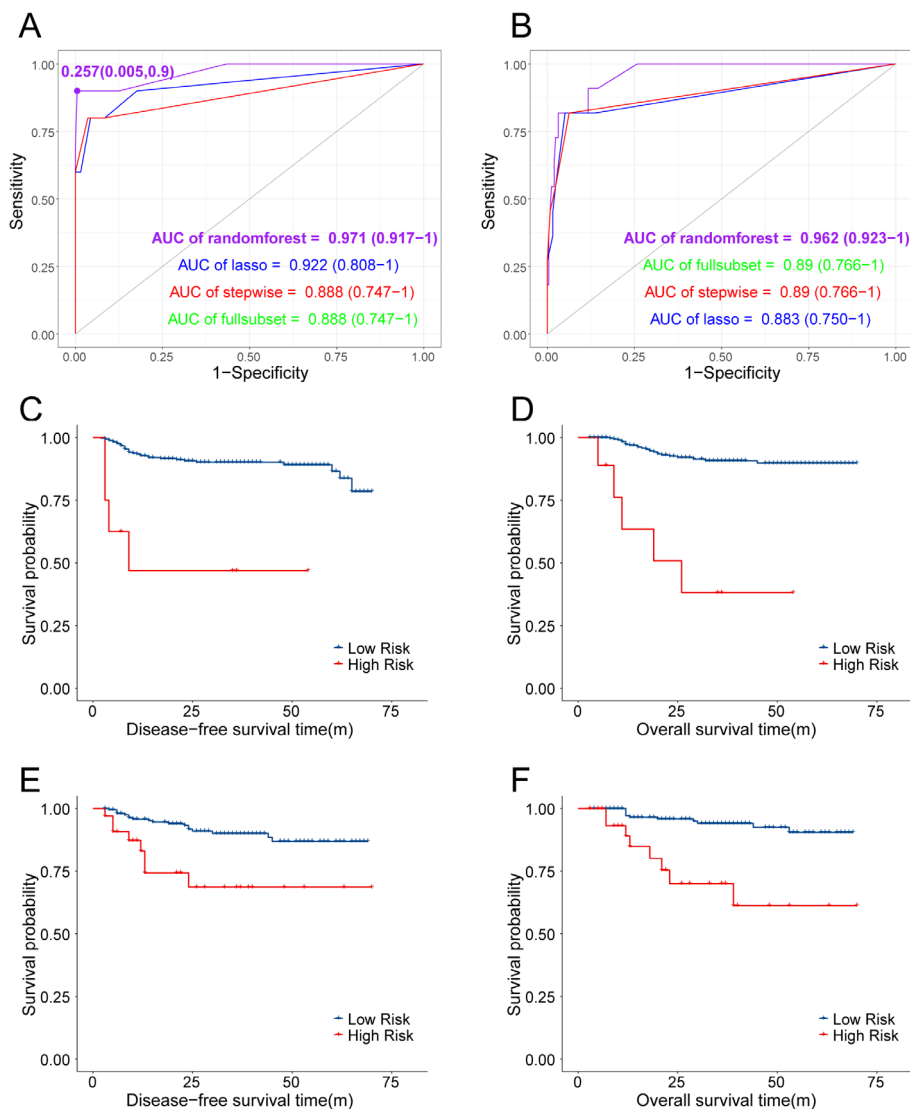 A
Sensitivity
1.00
0.75
0.50
0.25
0.00
0.257(0.005,0.9)
AUC of randomforest = 0.971 (0.917−1)
AUC of lasso = 0.922 (0.808−1)
AUC of stepwise = 0.888 (0.747−1)
AUC of fullsubset = 0.888 (0.747−1)
0.00 0.25 0.50 0.75 1.00
1−Specificity
B
Sensitivity
1.00
0.75
0.50
0.25
0.00
AUC of randomforest = 0.962 (0.923−1)
AUC of fullsubset = 0.89 (0.766−1)
AUC of stepwise = 0.89 (0.766−1)
AUC of lasso = 0.883 (0.750−1)
0.00 0.25 0.50 0.75 1.00
1−Specificity
C
Survival probability
1.00
0.75
0.50
0.25
0.00
Low Risk
High Risk
0 25 50 75
Disease−free survival time(m)
D
Survival probability
1.00
0.75
0.50
0.25
0.00
Low Risk
High Risk
0 25 50 75
Overall survival time(m)
E
Survival probability
1.00
0.75
0.50
0.25
0.00
Low Risk
High Risk
0 25 50 75
Disease−free survival time(m)
F
Survival probability
1.00
0.75
0.50
0.25
0.00
Low Risk
High Risk
0 25 50 75
Overall survival time(m)